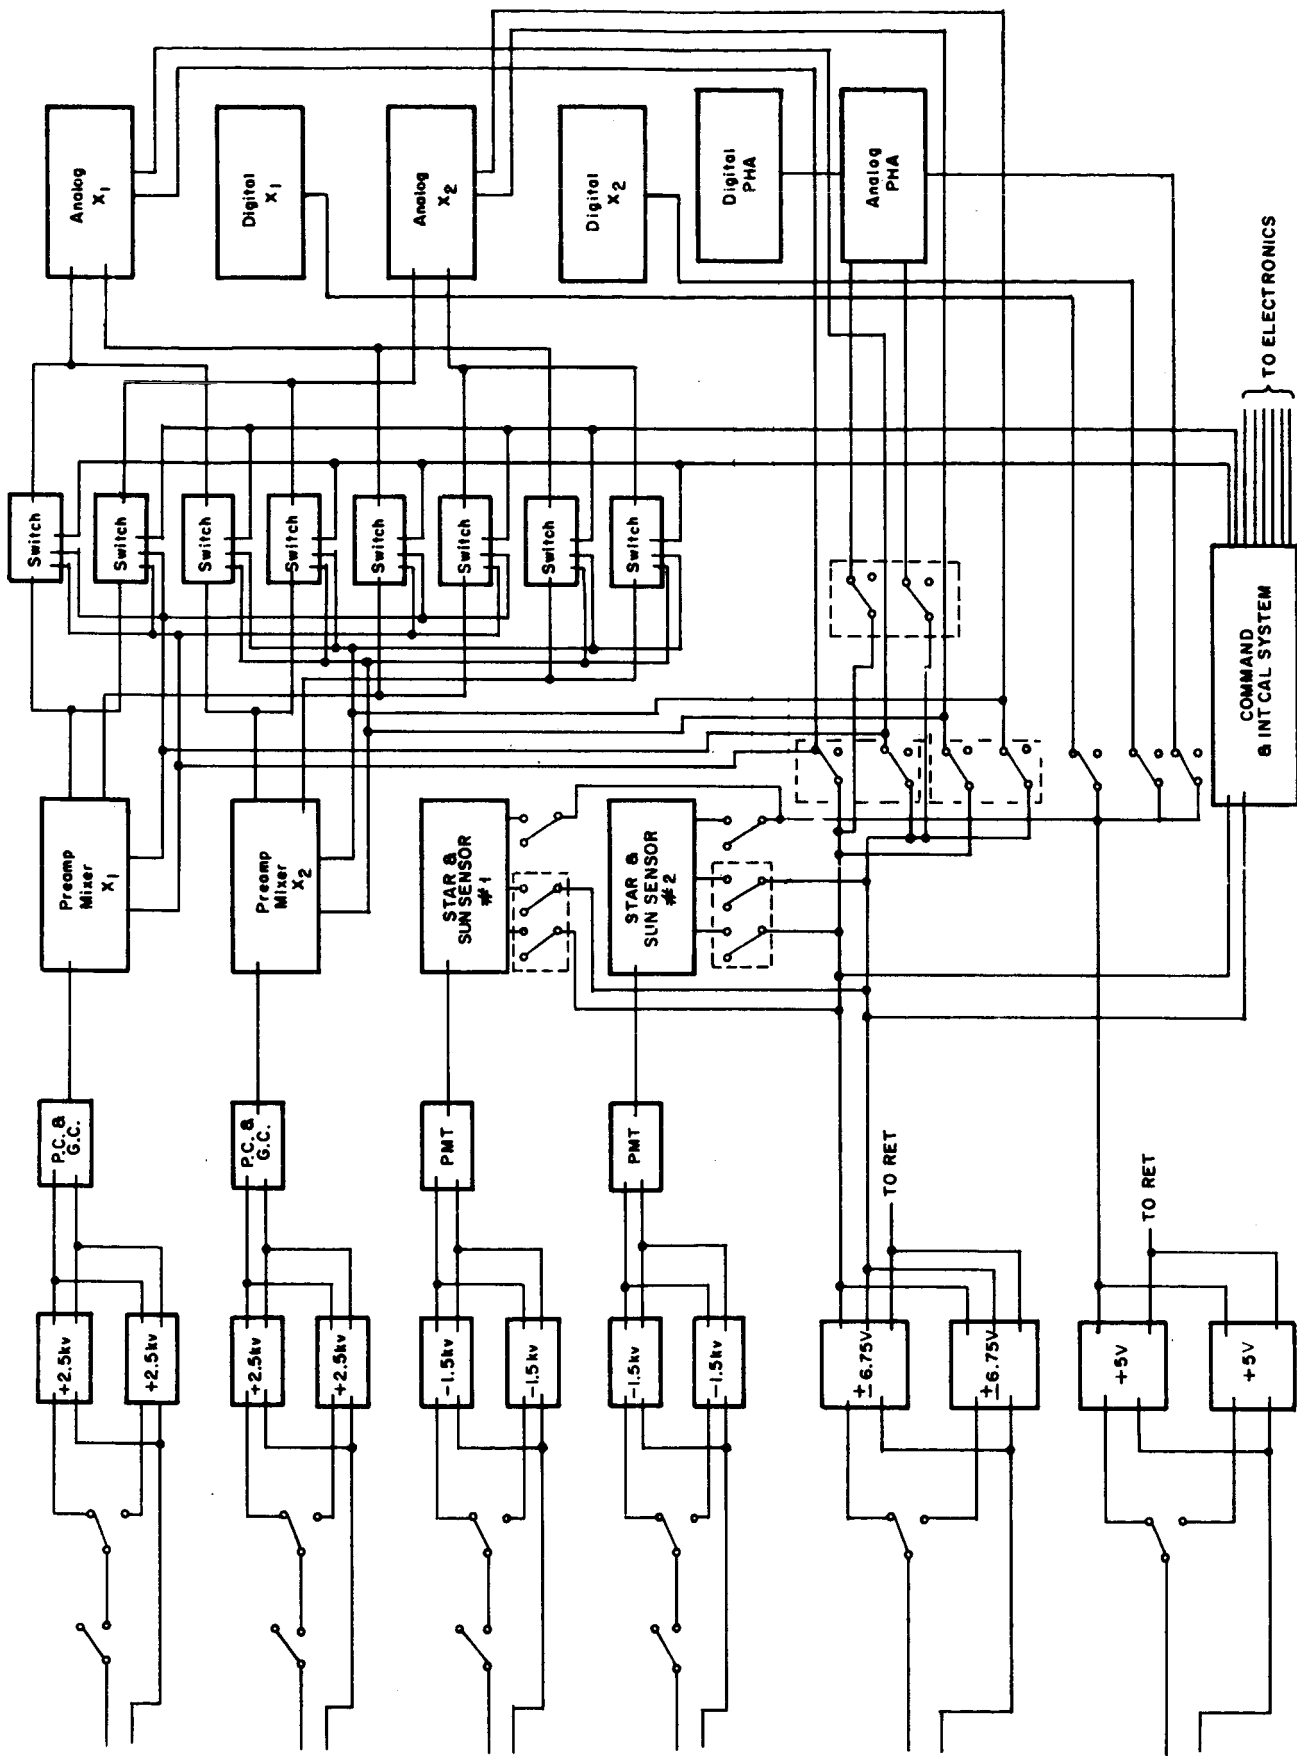 Analog
X1
Digital
X1
Analog
X2
Digital
X2
Digital
PHA
Analog
PHA
TO ELECTRONICS
Switch
Switch
Switch
Switch
Switch
Switch
Switch
Switch
COMMAND
& INT CAL SYSTEM
Preamp
Mixer
X1
Preamp
Mixer
X2
STAR &
SUN SENSOR
#1
STAR &
SUN SENSOR
#2
P.C. &
G.C.
P.C. &
G.C.
PMT
PMT
TO RET
TO RET
+2.5kv
+2.5kv
+2.5kv
+2.5kv
-1.5kv
-1.5kv
-1.5kv
-1.5kv
±6.75V
±6.75V
+5V
+5V